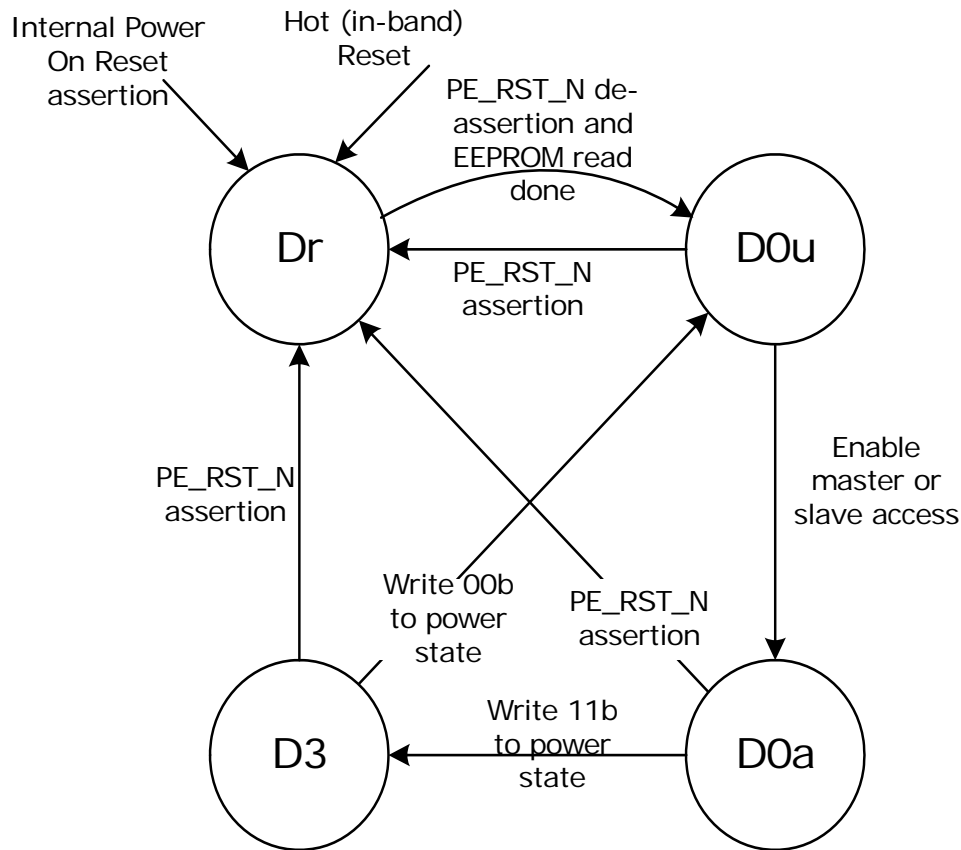 Internal Power
On Reset
assertion
Hot (in-band)
Reset
PE_RST_N de-
assertion and
EEPROM read
done
Dr
D0u
PE_RST_N
assertion
PE_RST_N
assertion
Enable
master or
slave access
Write 00b
to power
state
PE_RST_N
assertion
D3
Write 11b
to power
state
D0a